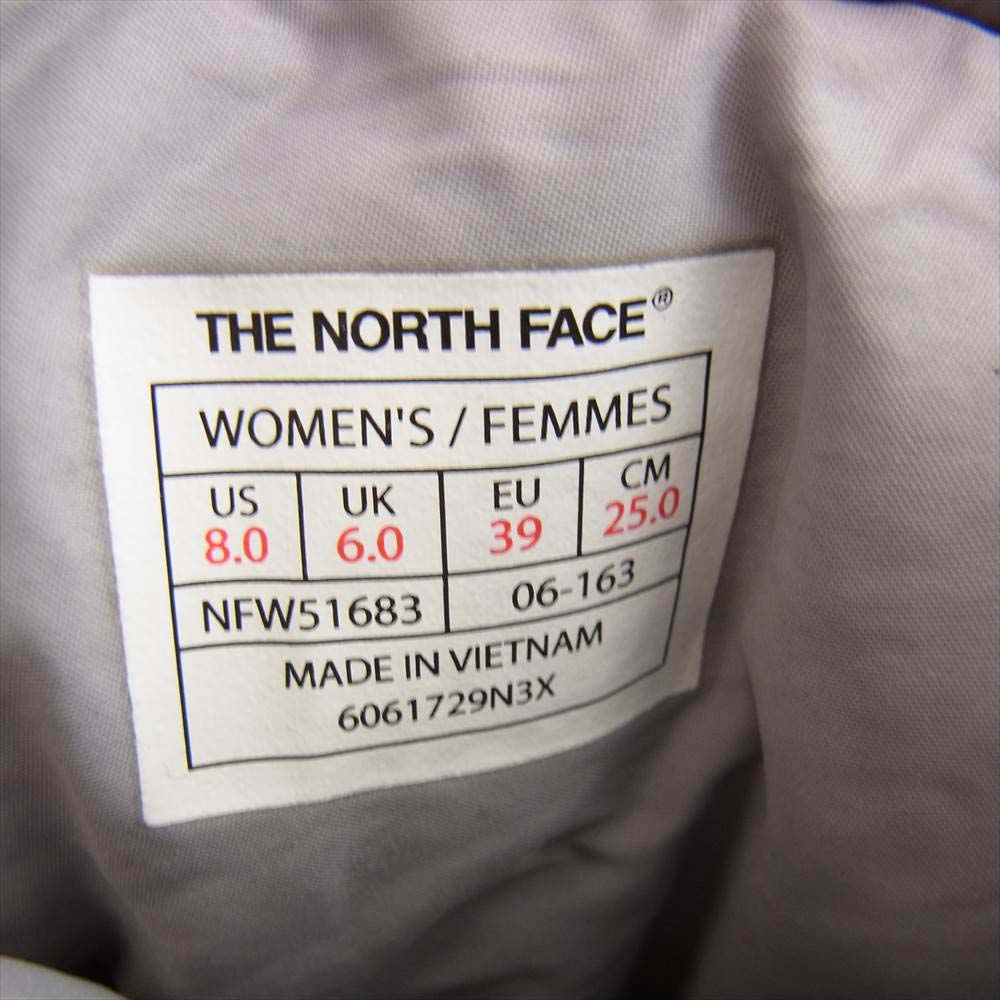 THE NORTH FACE®
WOMEN'S / FEMMES
US UK EU CM
8.0 6.0 39 25.0
NFW51683 06-163
MADE IN VIETNAM
6061729N3X